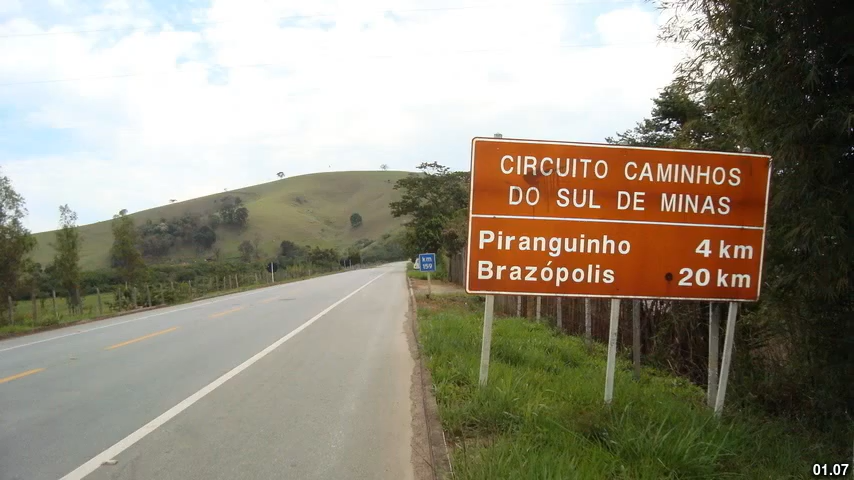 CIRCUITO CAMINHOS
DO SUL DE MINAS
Piranguinho 4 km
Brazópolis 20 km
km
159
01.07